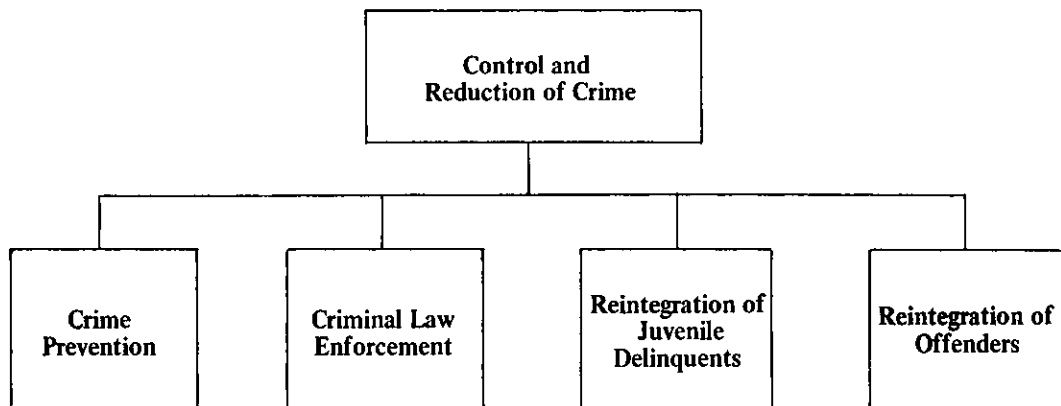 Control and
Reduction of Crime
Crime
Prevention
Criminal Law
Enforcement
Reintegration of
Juvenile
Delinquents
Reintegration of
Offenders